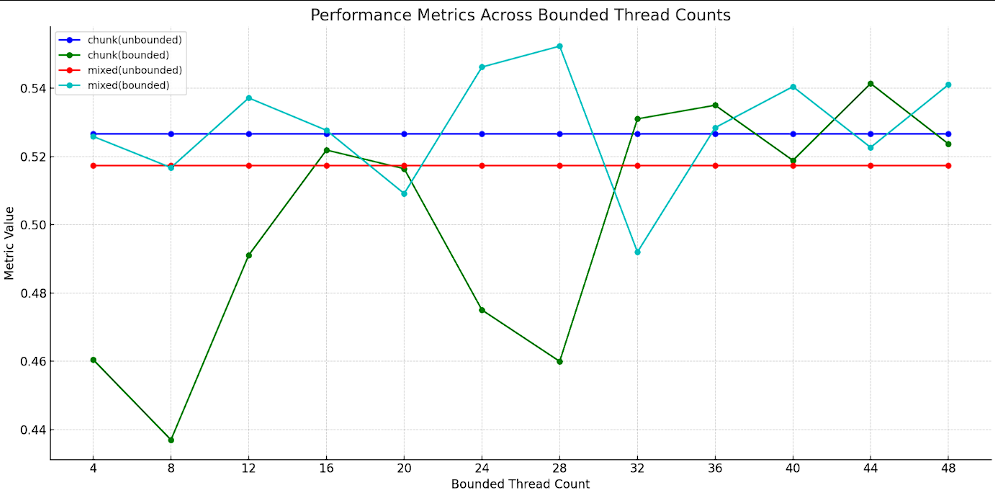 Performance Metrics Across Bounded Thread Counts
chunk(unbounded)
chunk(bounded)
mixed(unbounded)
mixed(bounded)
Metric Value
0.54
0.52
0.50
0.48
0.46
0.44
4 8 12 16 20 24 28 32 36 40 44 48
Bounded Thread Count